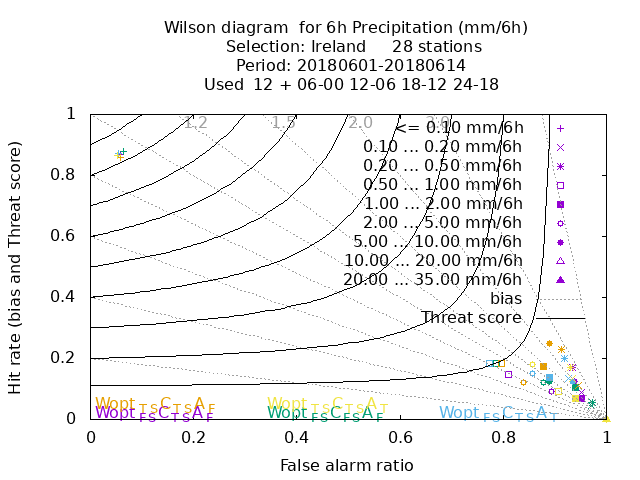 Wilson diagram for 6h Precipitation (mm/6h)
Selection: Ireland 28 stations
Period: 20180601-20180614
Used 12 + 06-00 12-06 18-12 24-18
1.2 1.5 2.0 3.0
<= 0.10 mm/6h
0.10 ... 0.20 mm/6h
0.20 ... 0.50 mm/6h
0.50 ... 1.00 mm/6h
1.00 ... 2.00 mm/6h
2.00 ... 5.00 mm/6h
5.00 ... 10.00 mm/6h
10.00 ... 20.00 mm/6h
20.00 ... 35.00 mm/6h
bias
Threat score
1
0.8
0.6
0.4
0.2
0
Hit rate (bias and Threat score)
Wopt_TSC_TSA_F Wopt_TSC_TSA_T
Wopt_FSC_TSA_F Wopt_FSC_TSA_T Wopt_FSC_TSA_T
0 0.2 0.4 0.6 0.8 1
False alarm ratio